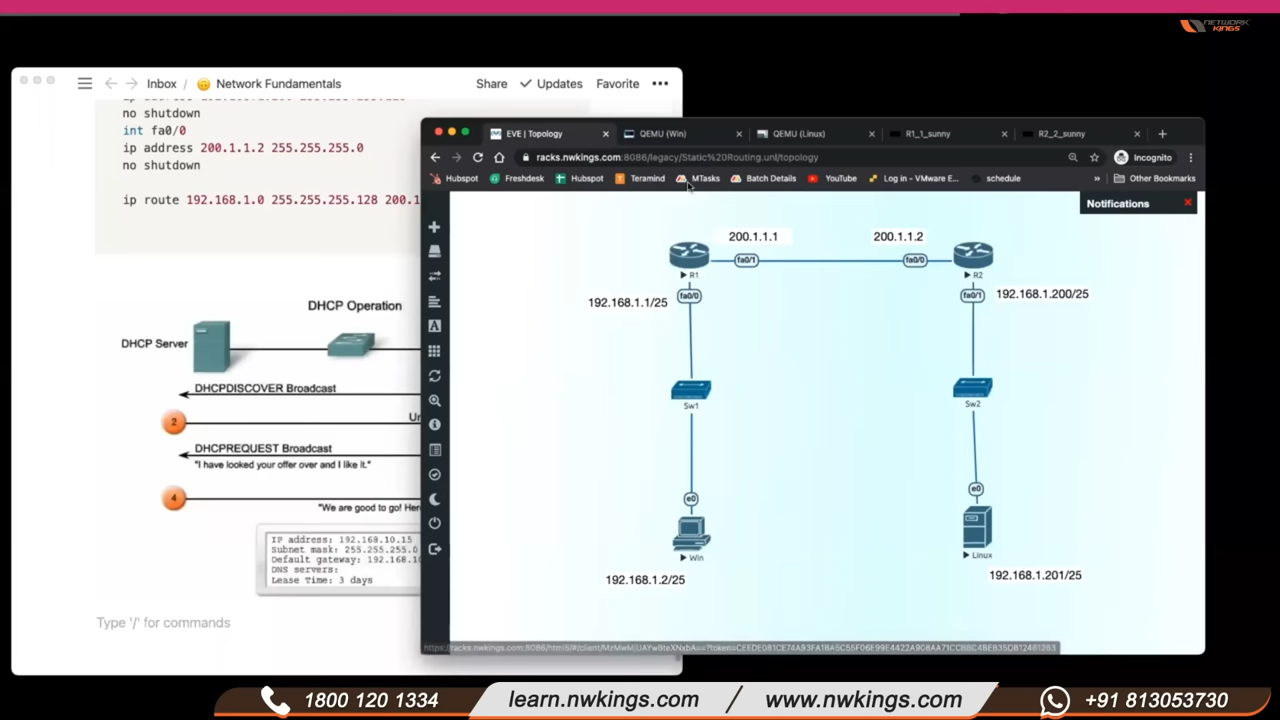 NETWORK
KINGS
Inbox / Network Fundamentals
Share Updates Favorite
no shutdown
int fa0/0
ip address 200.1.1.2 255.255.255.0
no shutdown
ip route 192.168.1.0 255.255.255.128 200.1
DHCP Operation
DHCP Server
DHCPDISCOVER Broadcast
2
DHCPREQUEST Broadcast
"I have looked your offer over and I like it."
4
"We are good to go! Her
IP address: 192.168.10.15
Subnet mask: 255.255.255.0
Default gateway: 192.168.10
DNS servers:
Lease Time: 3 days
Type '/' for commands
EVE | Topology
QEMU (Win)
QEMU (Linux)
R1_1_sunny
R2_2_sunny
racks.nwkings.com:8086/legacy/Static%20Routing.unl/topology
Incognito
Hubspot Freshdesk Hubspot Teramind MTasks Batch Details YouTube Log in - VMware E... schedule » Other Bookmarks
Notifications
200.1.1.1
200.1.1.2
fa0/1
fa0/0
R1
R2
192.168.1.1/25
fa0/0
fa0/1
192.168.1.200/25
Sw1
Sw2
e0
e0
Win
Linux
192.168.1.2/25
192.168.1.201/25
1800 120 1334
learn.nwkings.com / www.nwkings.com
+91 813053730